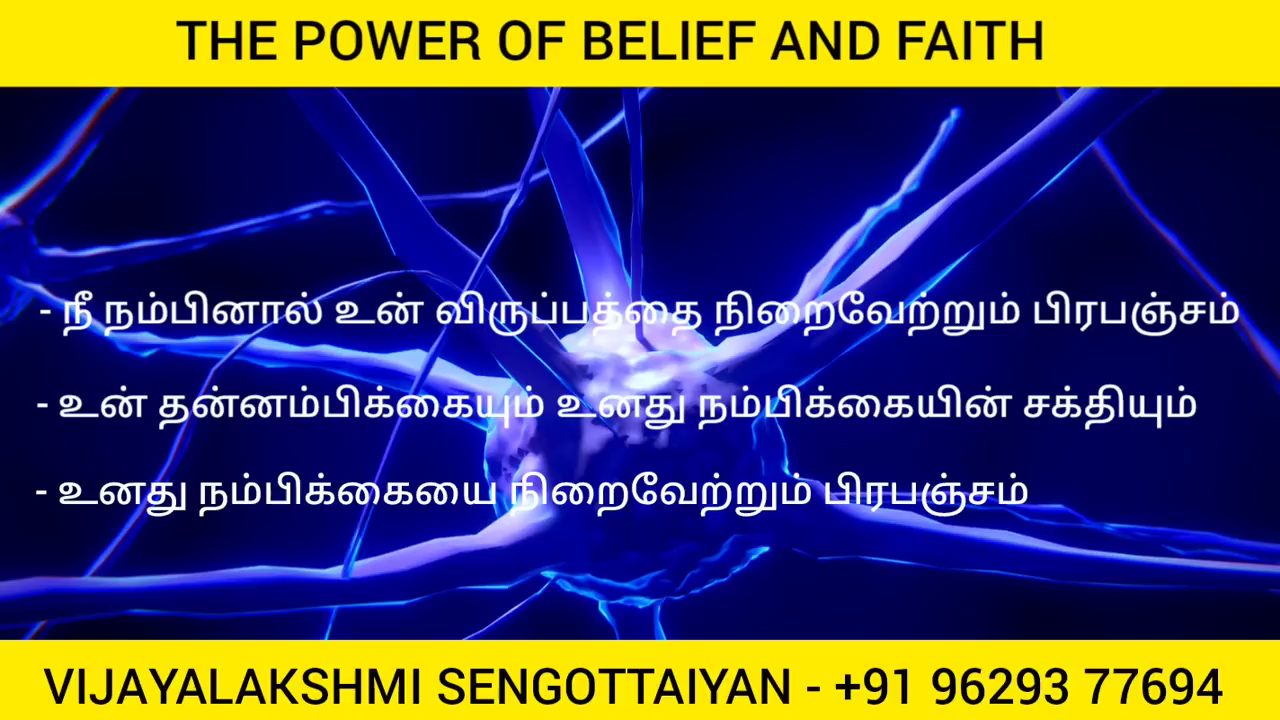 THE POWER OF BELIEF AND FAITH
- நீ நம்பினால் உன் விருப்பத்தை நிறைவேற்றும் பிரபஞ்சம்
- உன் தன்னம்பிக்கையும் உனது நம்பிக்கையின் சக்தியும்
- உனது நம்பிக்கையை நிறைவேற்றும் பிரபஞ்சம்
VIJAYALAKSHMI SENGOTTAIYAN - +91 96293 77694